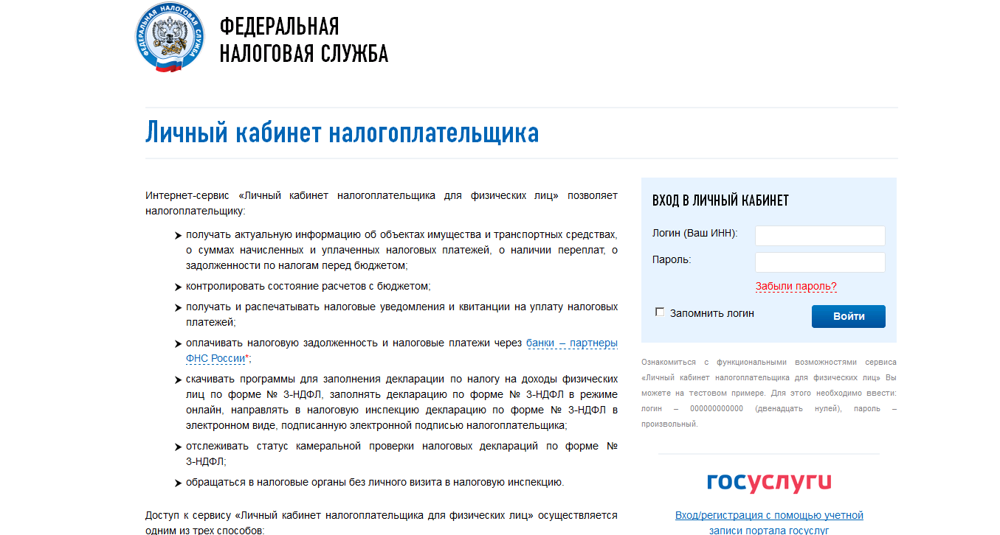 ФЕДЕРАЛЬНАЯ НАЛОГОВАЯ СЛУЖБА
ФЕДЕРАЛЬНАЯ
НАЛОГОВАЯ СЛУЖБА
Личный кабинет налогоплательщика
Интернет-сервис «Личный кабинет налогоплательщика для физических лиц» позволяет
налогоплательщику:
получать актуальную информацию об объектах имущества и транспортных средствах,
о суммах начисленных и уплаченных налоговых платежей, о наличии переплат, о
задолженности по налогам перед бюджетом;
контролировать состояние расчетов с бюджетом;
получать и распечатывать налоговые уведомления и квитанции на уплату налоговых
платежей;
оплачивать налоговую задолженность и налоговые платежи через банки – партнеры
ФНС России*;
скачивать программы для заполнения декларации по налогу на доходы физических
лиц по форме № 3-НДФЛ, заполнять декларацию по форме № 3-НДФЛ в режиме
онлайн, направлять в налоговую инспекцию декларацию по форме № 3-НДФЛ в
электронном виде, подписанную электронной подписью налогоплательщика;
отслеживать статус камеральной проверки налоговых деклараций по форме №
3-НДФЛ;
обращаться в налоговые органы без личного визита в налоговую инспекцию.
Доступ к сервису «Личный кабинет налогоплательщика для физических лиц» осуществляется
одним из трех способов:
ВХОД В ЛИЧНЫЙ КАБИНЕТ
Логин (Ваш ИНН):
Пароль:
Забыли пароль?
Запомнить логин
Войти
Ознакомиться с функциональными возможностями сервиса
«Личный кабинет налогоплательщика для физических лиц» Вы
можете на тестовом примере. Для этого необходимо ввести:
логин – 000000000000 (двенадцать нулей), пароль –
произвольный.
госуслуги
Вход/регистрация с помощью учетной
записи портала госуслуг